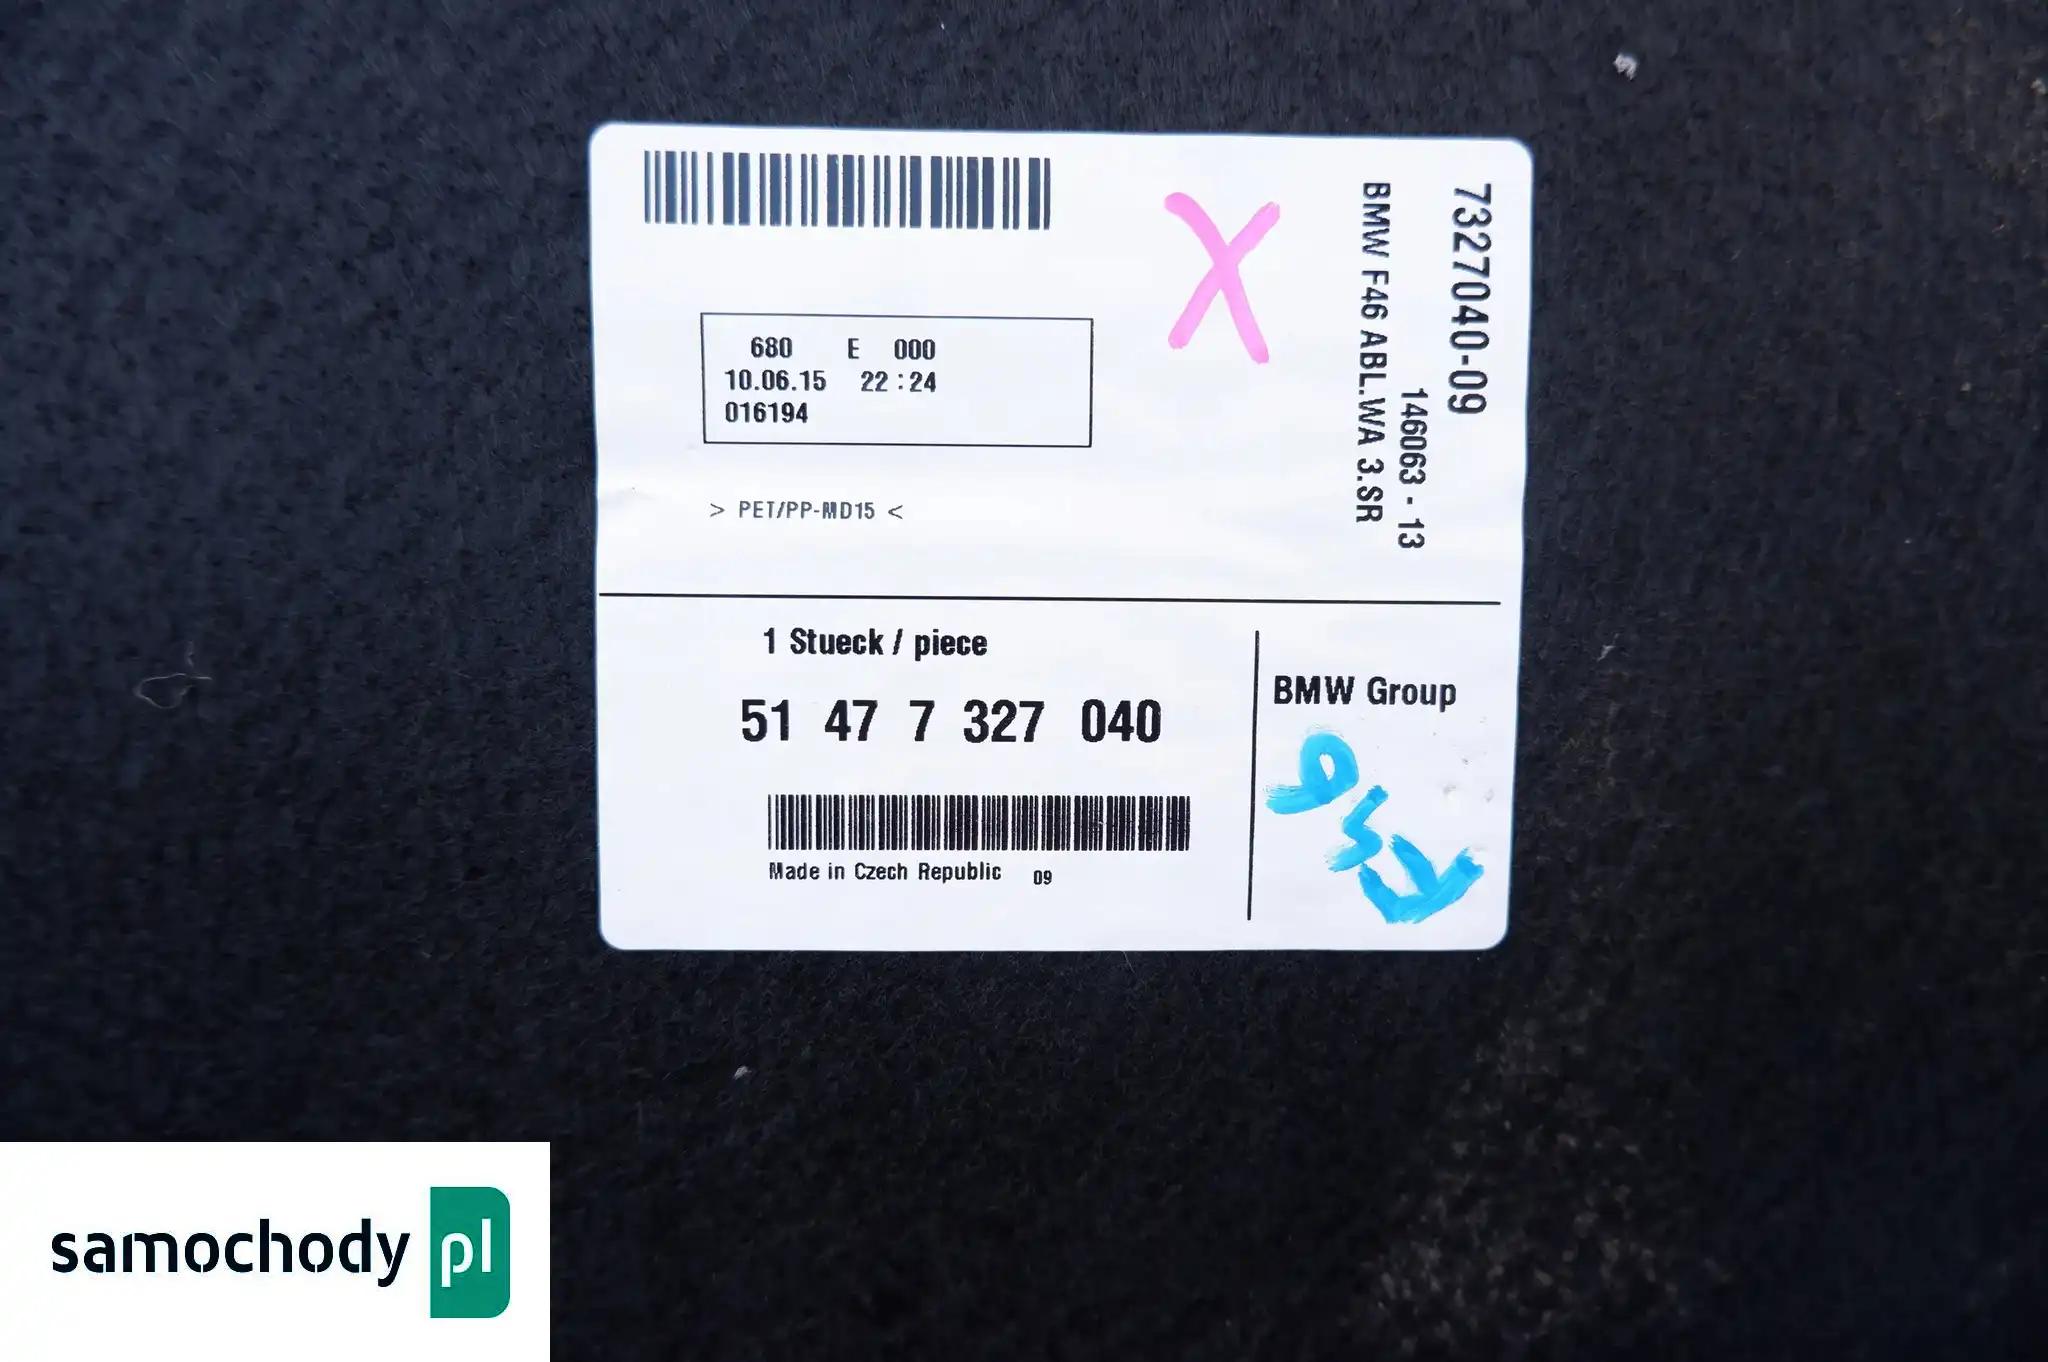 680 E 000
10.06.15 22:24
016194
> PET/PP-MD15 <
X
7327040-09
146063 - 13
BMW F46 ABL.WA 3.SR
1 Stueck / piece
51 47 7 327 040
Made in Czech Republic 09
BMW Group
samochody pl